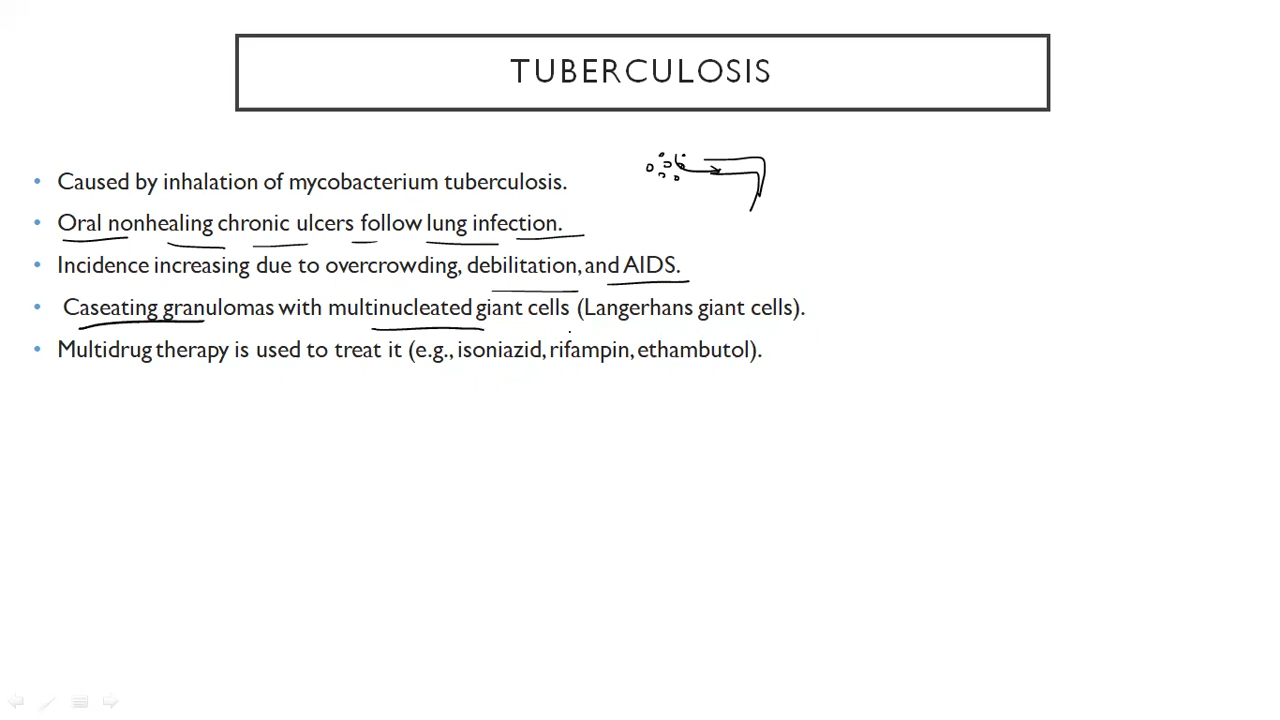 TUBERCULOSIS
• Caused by inhalation of mycobacterium tuberculosis.
• Oral nonhealing chronic ulcers follow lung infection.
• Incidence increasing due to overcrowding, debilitation, and AIDS.
• Caseating granulomas with multinucleated giant cells (Langerhans giant cells).
• Multidrug therapy is used to treat it (e.g., isoniazid, rifampin, ethambutol).